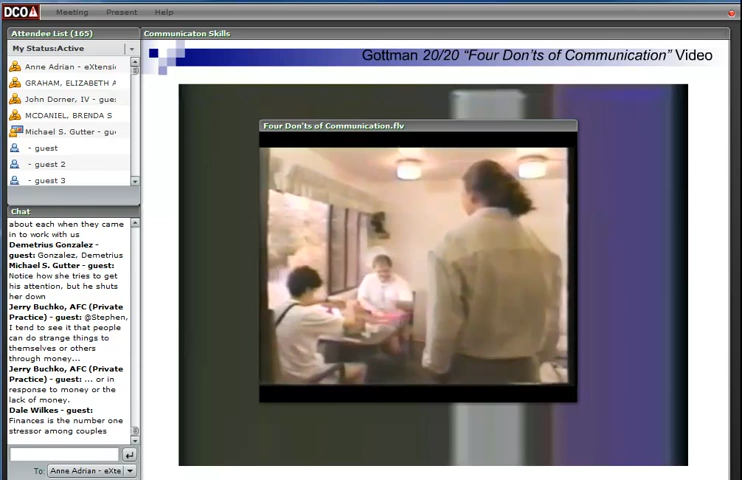 DCO Meeting Present Help
Attendee List (165)
My Status:Active
Anne Adrian - eXtensi
GRAHAM, ELIZABETH A
John Dorner, IV - gue
MCDANIEL, BRENDA S
Michael S. Gutter - gu
- guest
- guest 2
- guest 3
Chat
about each when they came
in to work with us
Demetrius Gonzalez -
guest: Gonzalez, Demetrius
Michael S. Gutter - guest:
Notice how she tries to get
his attention, but he shuts
her down
Jerry Buchko, AFC (Private
Practice) - guest: @Stephen,
I tend to see it that people
can do strange things to
themselves or others
through money...
Jerry Buchko, AFC (Private
Practice) - guest: ... or in
response to money or the
lack of money.
Dale Wilkes - guest:
Finances is the number one
stressor among couples
To: Anne Adrian - eXte
Communicaton Skills
Gottman 20/20 “Four Don’ts of Communication” Video
Four Don'ts of Communication.flv